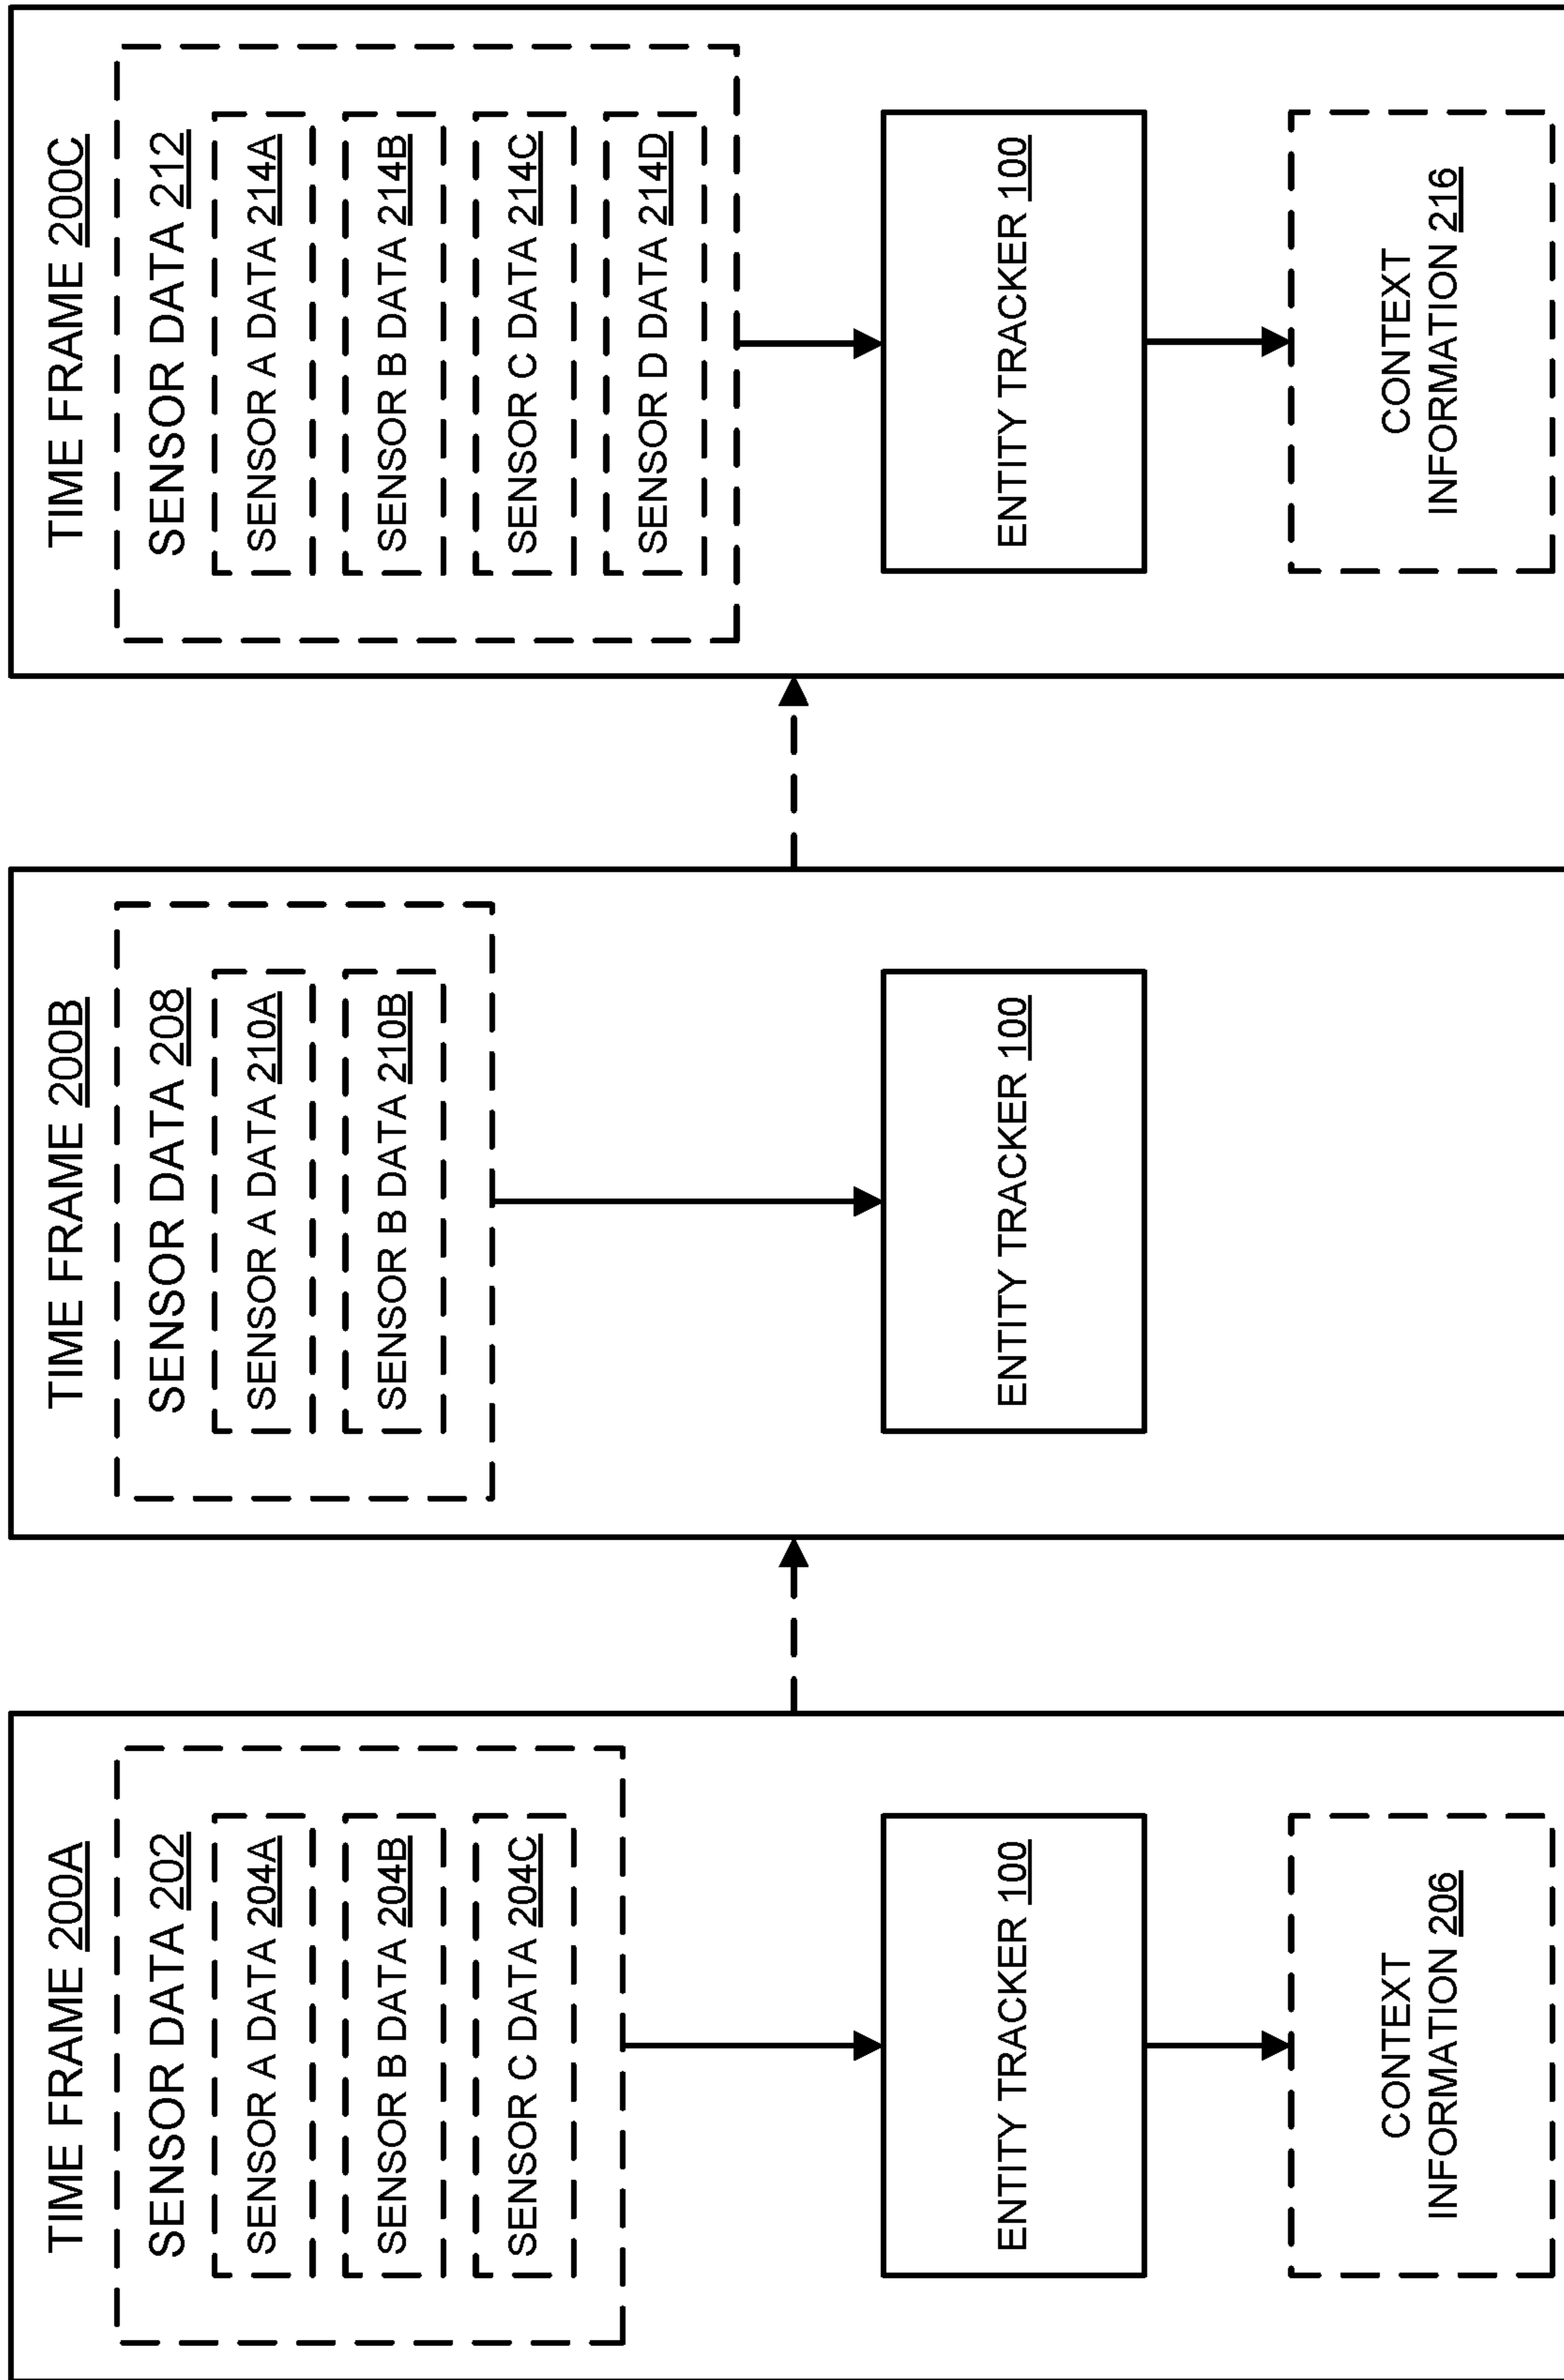 TIME FRAME 200A
SENSOR DATA 202
SENSOR A DATA 204A
SENSOR B DATA 204B
SENSOR C DATA 204C
ENTITY TRACKER 100
CONTEXT
INFORMATION 206
TIME FRAME 200B
SENSOR DATA 208
SENSOR A DATA 210A
SENSOR B DATA 210B
ENTITY TRACKER 100
TIME FRAME 200C
SENSOR DATA 212
SENSOR A DATA 214A
SENSOR B DATA 214B
SENSOR C DATA 214C
SENSOR D DATA 214D
ENTITY TRACKER 100
CONTEXT
INFORMATION 216